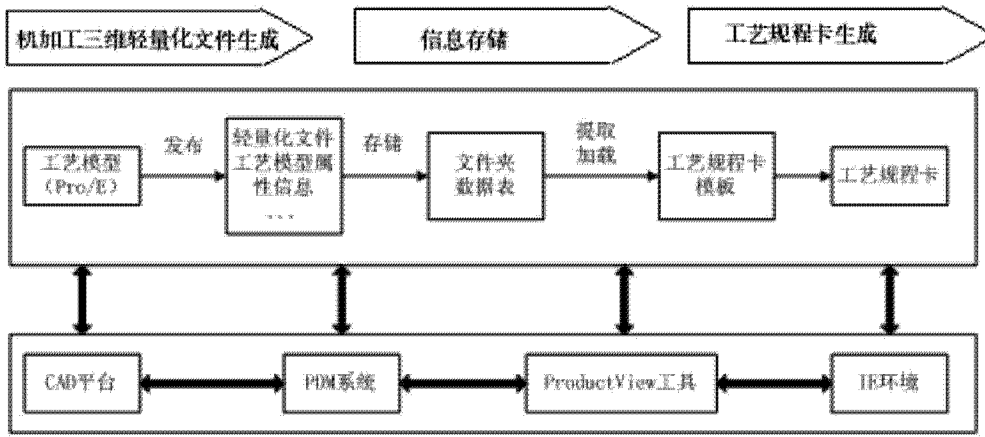 机加工三维轻量化文件生成
信息存储
工艺规程卡生成
工艺模型
(Pro/E)
发布
轻量化文件
工艺模型属
性信息
...
存储
文件夹
数据表
提取
加载
工艺规程卡
模板
工艺规程卡
CAD平台
PDM系统
ProductView工具
IE环境